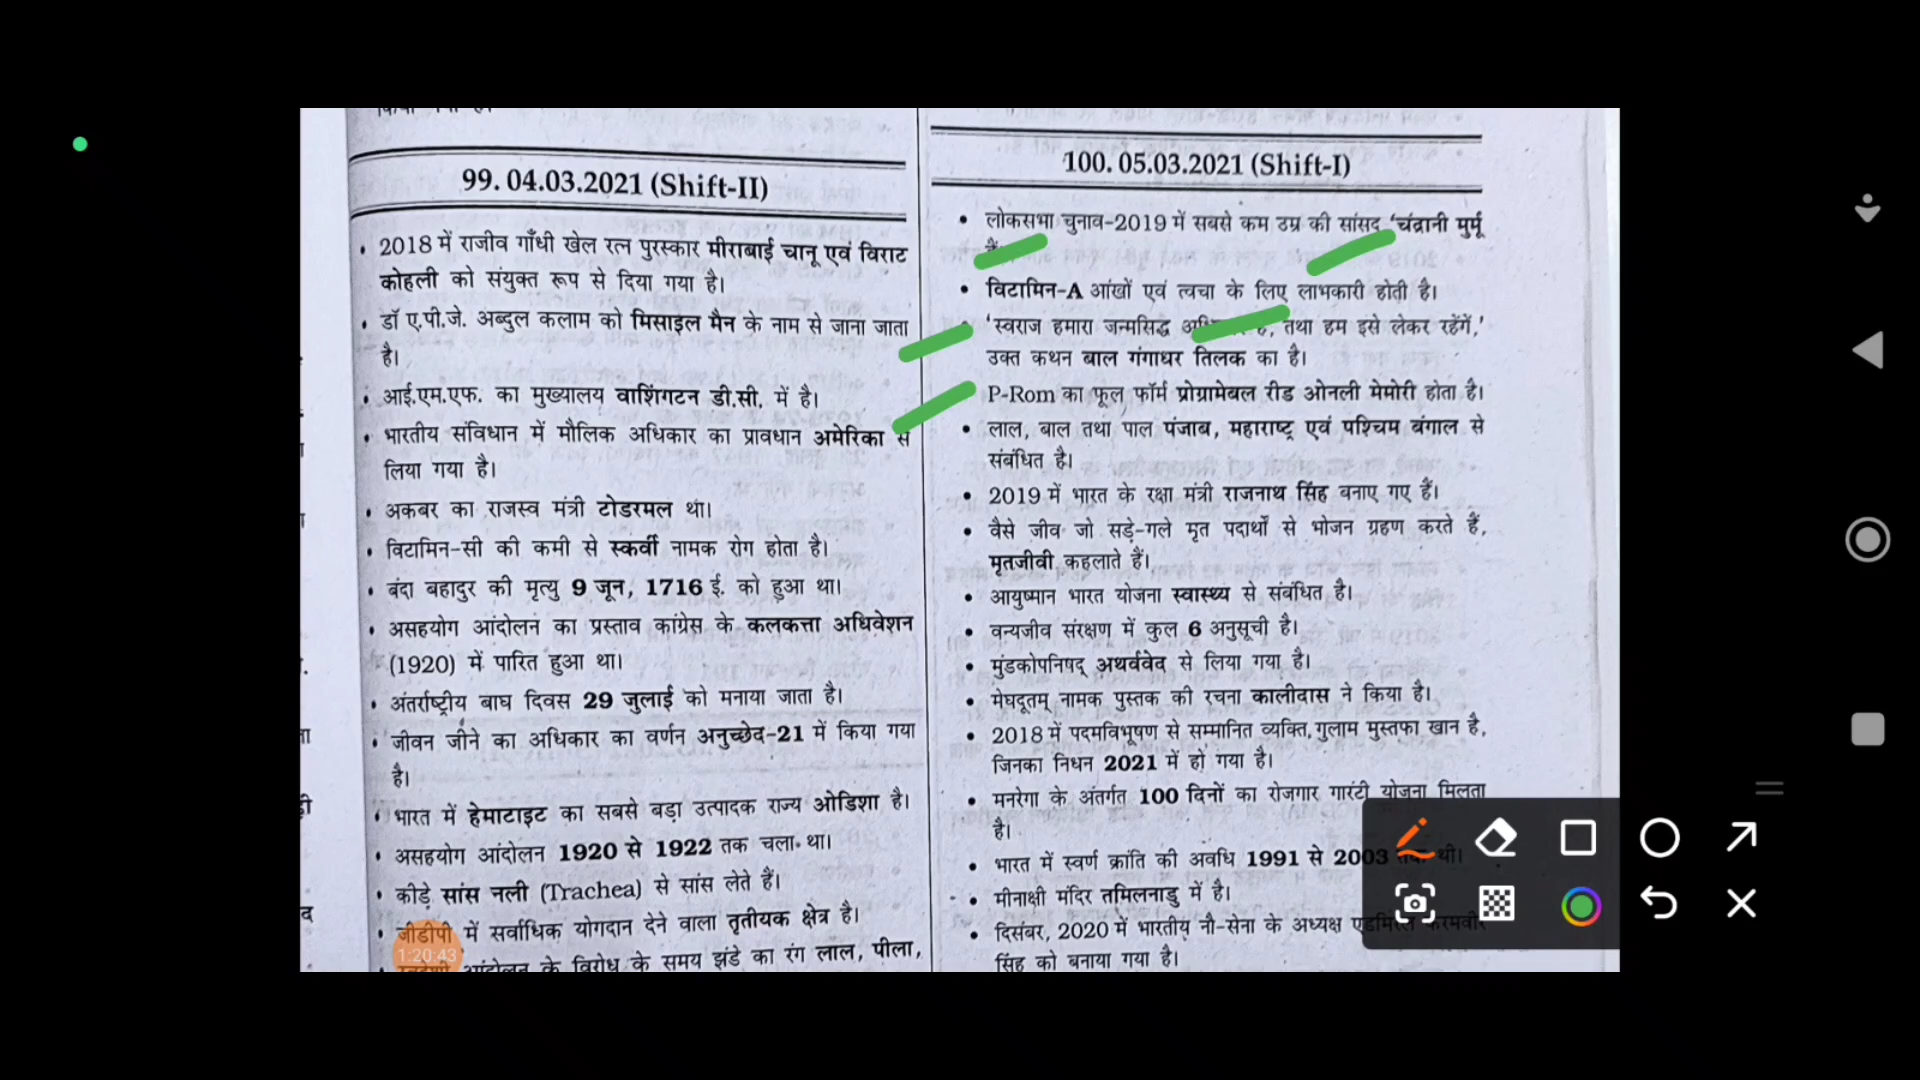 99. 04.03.2021 (Shift-II)
• 2018 में राजीव गाँधी खेल रत्न पुरस्कार मीराबाई चानू एवं विराट
कोहली को संयुक्त रूप से दिया गया है।
• डॉ ए.पी.जे. अब्दुल कलाम को मिसाइल मैन के नाम से जाना जाता
है।
• आई.एम.एफ. का मुख्यालय वाशिंगटन डी.सी. में है।
• भारतीय संविधान में मौलिक अधिकार का प्रावधान अमेरिका से
लिया गया है।
• अकबर का राजस्व मंत्री टोडरमल था।
• विटामिन-सी की कमी से स्कर्वी नामक रोग होता है।
• बंदा बहादुर की मृत्यु 9 जून, 1716 ई. को हुआ था।
• असहयोग आंदोलन का प्रस्ताव कांग्रेस के कलकत्ता अधिवेशन
(1920) में पारित हुआ था।
• अंतर्राष्ट्रीय बाघ दिवस 29 जुलाई को मनाया जाता है।
• जीवन जीने का अधिकार का वर्णन अनुच्छेद-21 में किया गया
है।
• भारत में हेमाटाइट का सबसे बड़ा उत्पादक राज्य ओडिशा है।
• असहयोग आंदोलन 1920 से 1922 तक चला था।
• कीड़े सांस नली (Trachea) से सांस लेते हैं।
• जीडीपी में सर्वाधिक योगदान देने वाला तृतीयक क्षेत्र है।
आंदोलन के विरोध के समय झंडे का रंग लाल, पीला,
1:20:43
100. 05.03.2021 (Shift-I)
• लोकसभा चुनाव-2019 में सबसे कम उम्र की सांसद 'चंद्रानी मुर्मू
• विटामिन-A आंखों एवं त्वचा के लिए लाभकारी होती है।
'स्वराज हमारा जन्मसिद्ध है, तथा हम इसे लेकर रहेंगें,'
उक्त कथन बाल गंगाधर तिलक का है।
P-Rom का फूल फॉर्म प्रोग्रामेबल रीड ओनली मेमोरी होता है।
• लाल, बाल तथा पाल पंजाब, महाराष्ट्र एवं पश्चिम बंगाल से
संबंधित है।
• 2019 में भारत के रक्षा मंत्री राजनाथ सिंह बनाए गए हैं।
• वैसे जीव जो सड़े-गले मृत पदार्थों से भोजन ग्रहण करते हैं,
मृतजीवी कहलाते हैं।
• आयुष्मान भारत योजना स्वास्थ्य से संबंधित है।
• वन्यजीव संरक्षण में कुल 6 अनुसूची है।
• मुंडकोपनिषद् अथर्ववेद से लिया गया है।
• मेघदूतम् नामक पुस्तक की रचना कालीदास ने किया है।
• 2018 में पदमविभूषण से सम्मानित व्यक्ति, गुलाम मुस्तफा खान है,
जिनका निधन 2021 में हो गया है।
• मनरेगा के अंतर्गत 100 दिनों का रोजगार गारंटी योजना मिलता
है।
• भारत में स्वर्ण क्रांति की अवधि 1991 से 2003 तक थी।
• मीनाक्षी मंदिर तमिलनाडु में है।
• दिसंबर, 2020 में भारतीय नौ-सेना के अध्यक्ष एडमिरल करमवीर
सिंह को बनाया गया है।